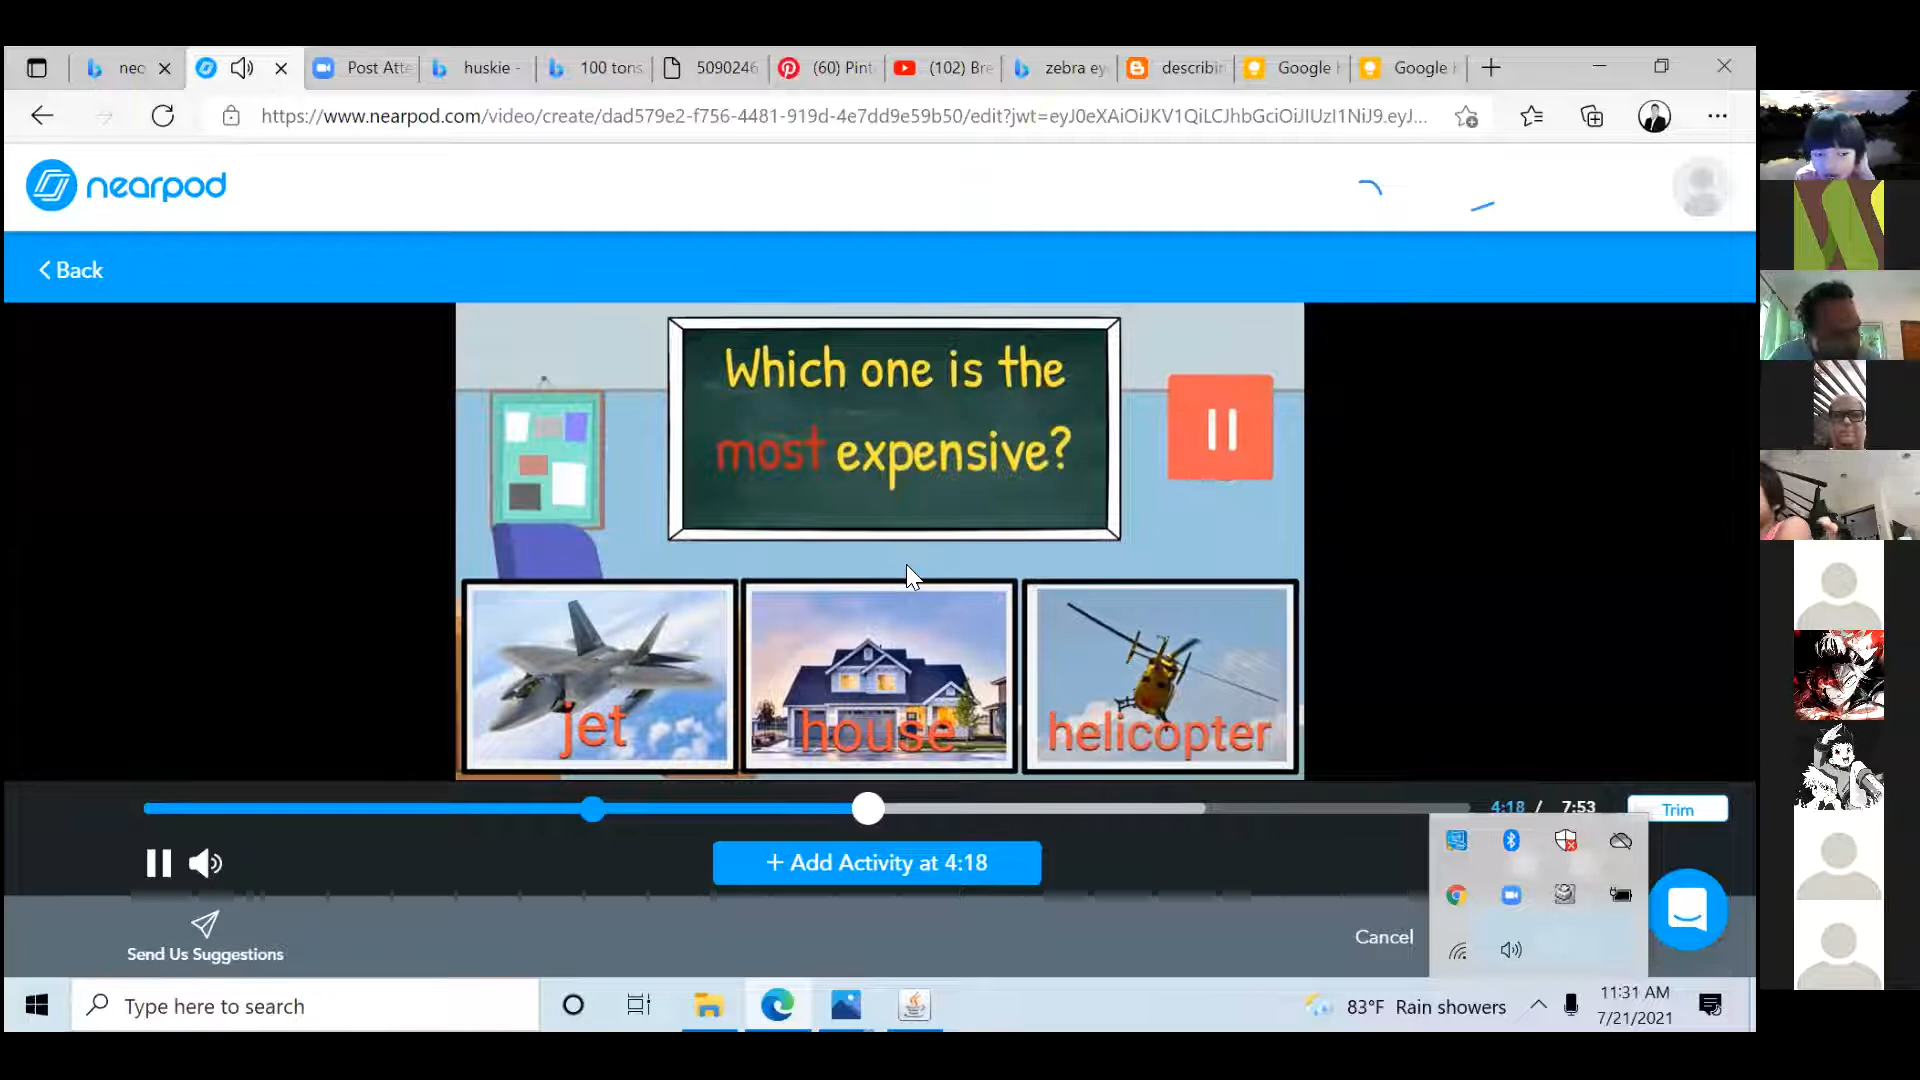 neo
Post Atte
huskie -
100 tons
5090246
(60) Pint
(102) Bre
zebra ey
describin
Google
Google
https://www.nearpod.com/video/create/dad579e2-f756-4481-919d-4e7dd9e59b50/edit?jwt=eyJ0eXAiOiJKV1QiLCJhbGciOiJIUzI1NiJ9.eyJ...
nearpod
Back
Which one is the
most expensive?
jet
house
helicopter
4:18 / 7:53
Trim
+ Add Activity at 4:18
Send Us Suggestions
Cancel
Type here to search
83°F Rain showers
11:31 AM
7/21/2021